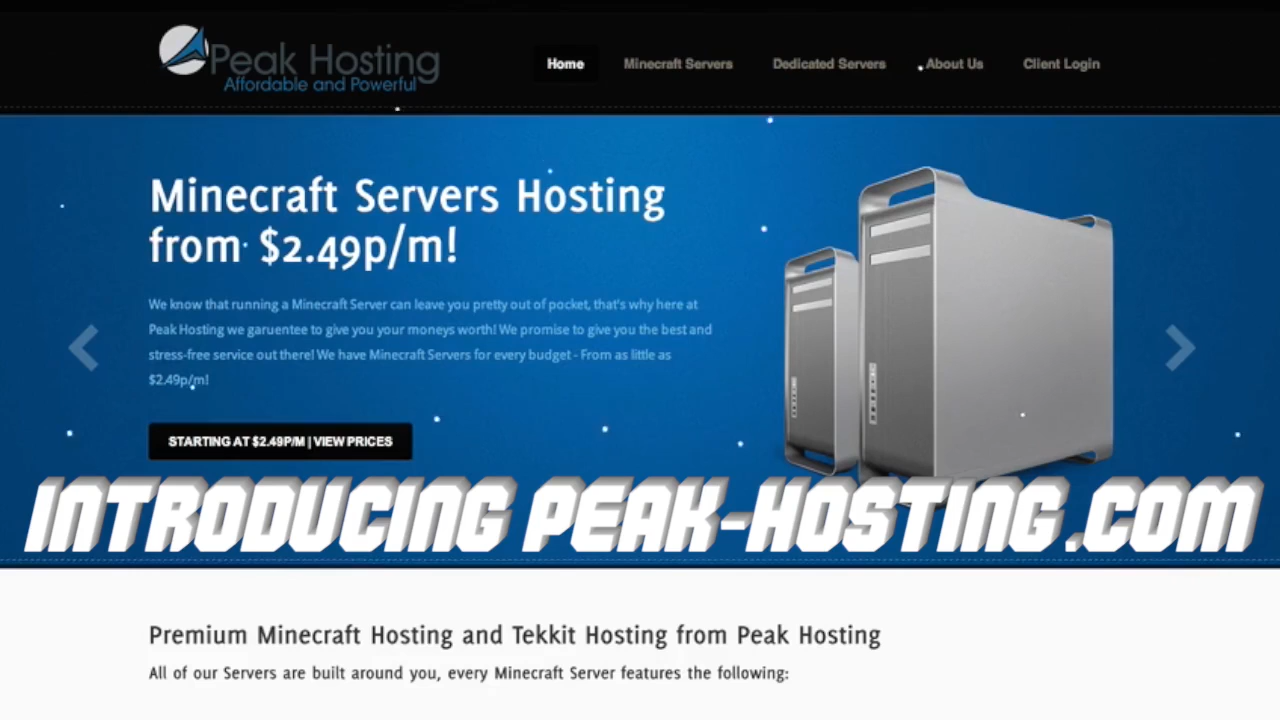 Peak Hosting
Affordable and Powerful
Home
Minecraft Servers
Dedicated Servers
About Us
Client Login
Minecraft Servers Hosting
from $2.49p/m!
We know that running a Minecraft Server can leave you pretty out of pocket, that's why here at
Peak Hosting we garuentee to give you your moneys worth! We promise to give you the best and
stress-free service out there! We have Minecraft Servers for every budget - From as little as
$2.49p/m!
STARTING AT $2.49P/M | VIEW PRICES
INTRODUCING PEAK-HOSTING.COM
Premium Minecraft Hosting and Tekkit Hosting from Peak Hosting
All of our Servers are built around you, every Minecraft Server features the following: